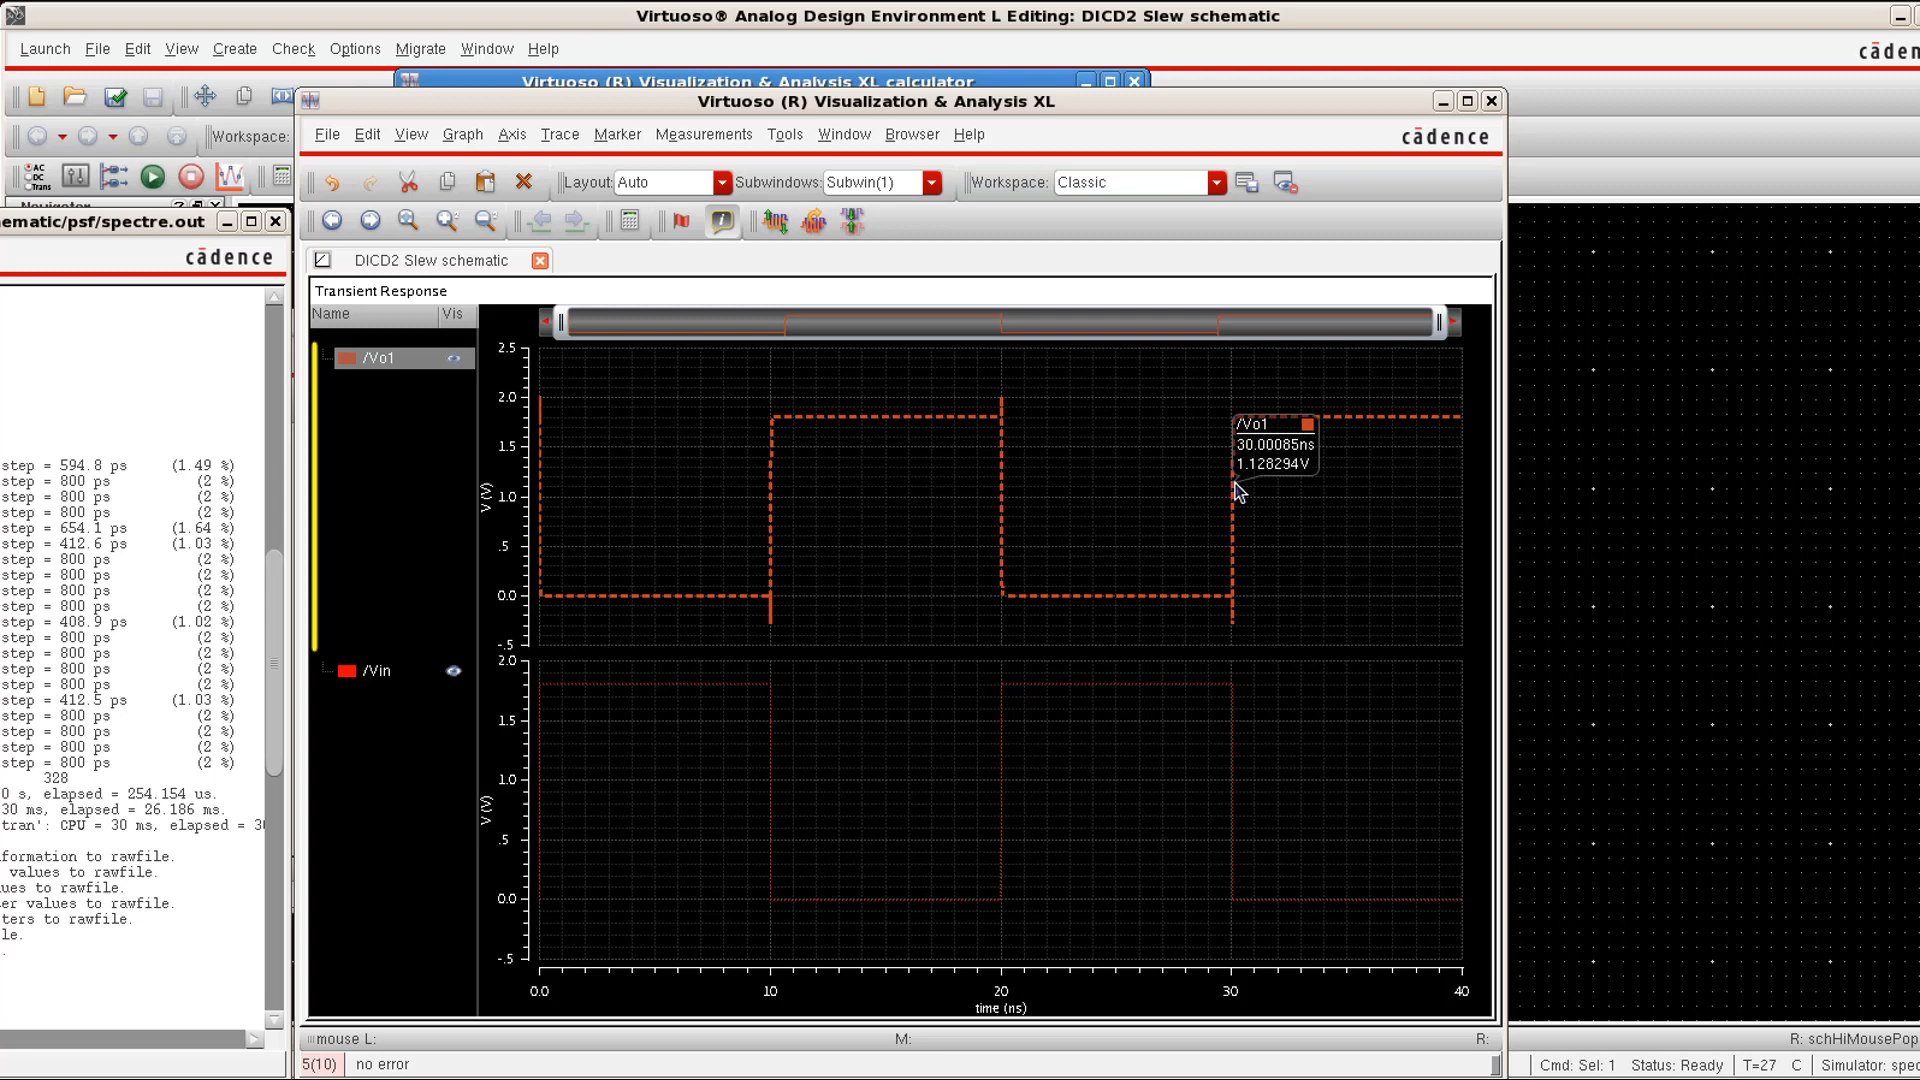 Virtuoso® Analog Design Environment L Editing: DICD2 Slew schematic
Launch File Edit View Create Check Options Migrate Window Help
cādence
Virtuoso (R) Visualization & Analysis XL calculator
Virtuoso (R) Visualization & Analysis XL
Workspace:
File Edit View Graph Axis Trace Marker Measurements Tools Window Browser Help
cādence
AC
DC
Trans
Layout: Auto Subwindows: Subwin(1) Workspace: Classic
Navigator
ematic/psf/spectre.out
cādence
DICD2 Slew schematic
Transient Response
Name Vis
/Vo1
/Vin
2.5
2.0
1.5
1.0
.5
0.0
-.5
V (V)
/Vo1
30.00085ns
1.128294V
2.0
1.5
1.0
.5
0.0
-.5
V (V)
0.0 10 20 30 40
time (ns)
step = 594.8 ps (1.49 %)
step = 800 ps (2 %)
step = 800 ps (2 %)
step = 800 ps (2 %)
step = 654.1 ps (1.64 %)
step = 412.6 ps (1.03 %)
step = 800 ps (2 %)
step = 800 ps (2 %)
step = 800 ps (2 %)
step = 800 ps (2 %)
step = 408.9 ps (1.02 %)
step = 800 ps (2 %)
step = 800 ps (2 %)
step = 800 ps (2 %)
step = 800 ps (2 %)
step = 412.5 ps (1.03 %)
step = 800 ps (2 %)
step = 800 ps (2 %)
step = 800 ps (2 %)
step = 800 ps (2 %)
328
0 s, elapsed = 254.154 us.
30 ms, elapsed = 26.186 ms.
tran': CPU = 30 ms, elapsed = 30
formation to rawfile.
values to rawfile.
lues to rawfile.
er values to rawfile.
ters to rawfile.
le.
mouse L: M: R:
5(10) no error
R: schHiMousePop
Cmd: Sel: 1 Status: Ready T=27 C Simulator: spec